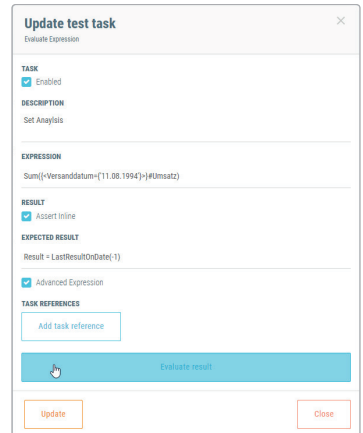 Update test task
Evaluate Expression
TASK
Enabled
DESCRIPTION
Set Anaylsis
EXPRESSION
Sum({<Versanddatum={'11.08.1994'}>}#Umsatz)
RESULT
Assert Inline
EXPECTED RESULT
Result = LastResultOnDate(-1)
Advanced Expression
TASK REFERENCES
Add task reference
Evaluate result
Update
Close